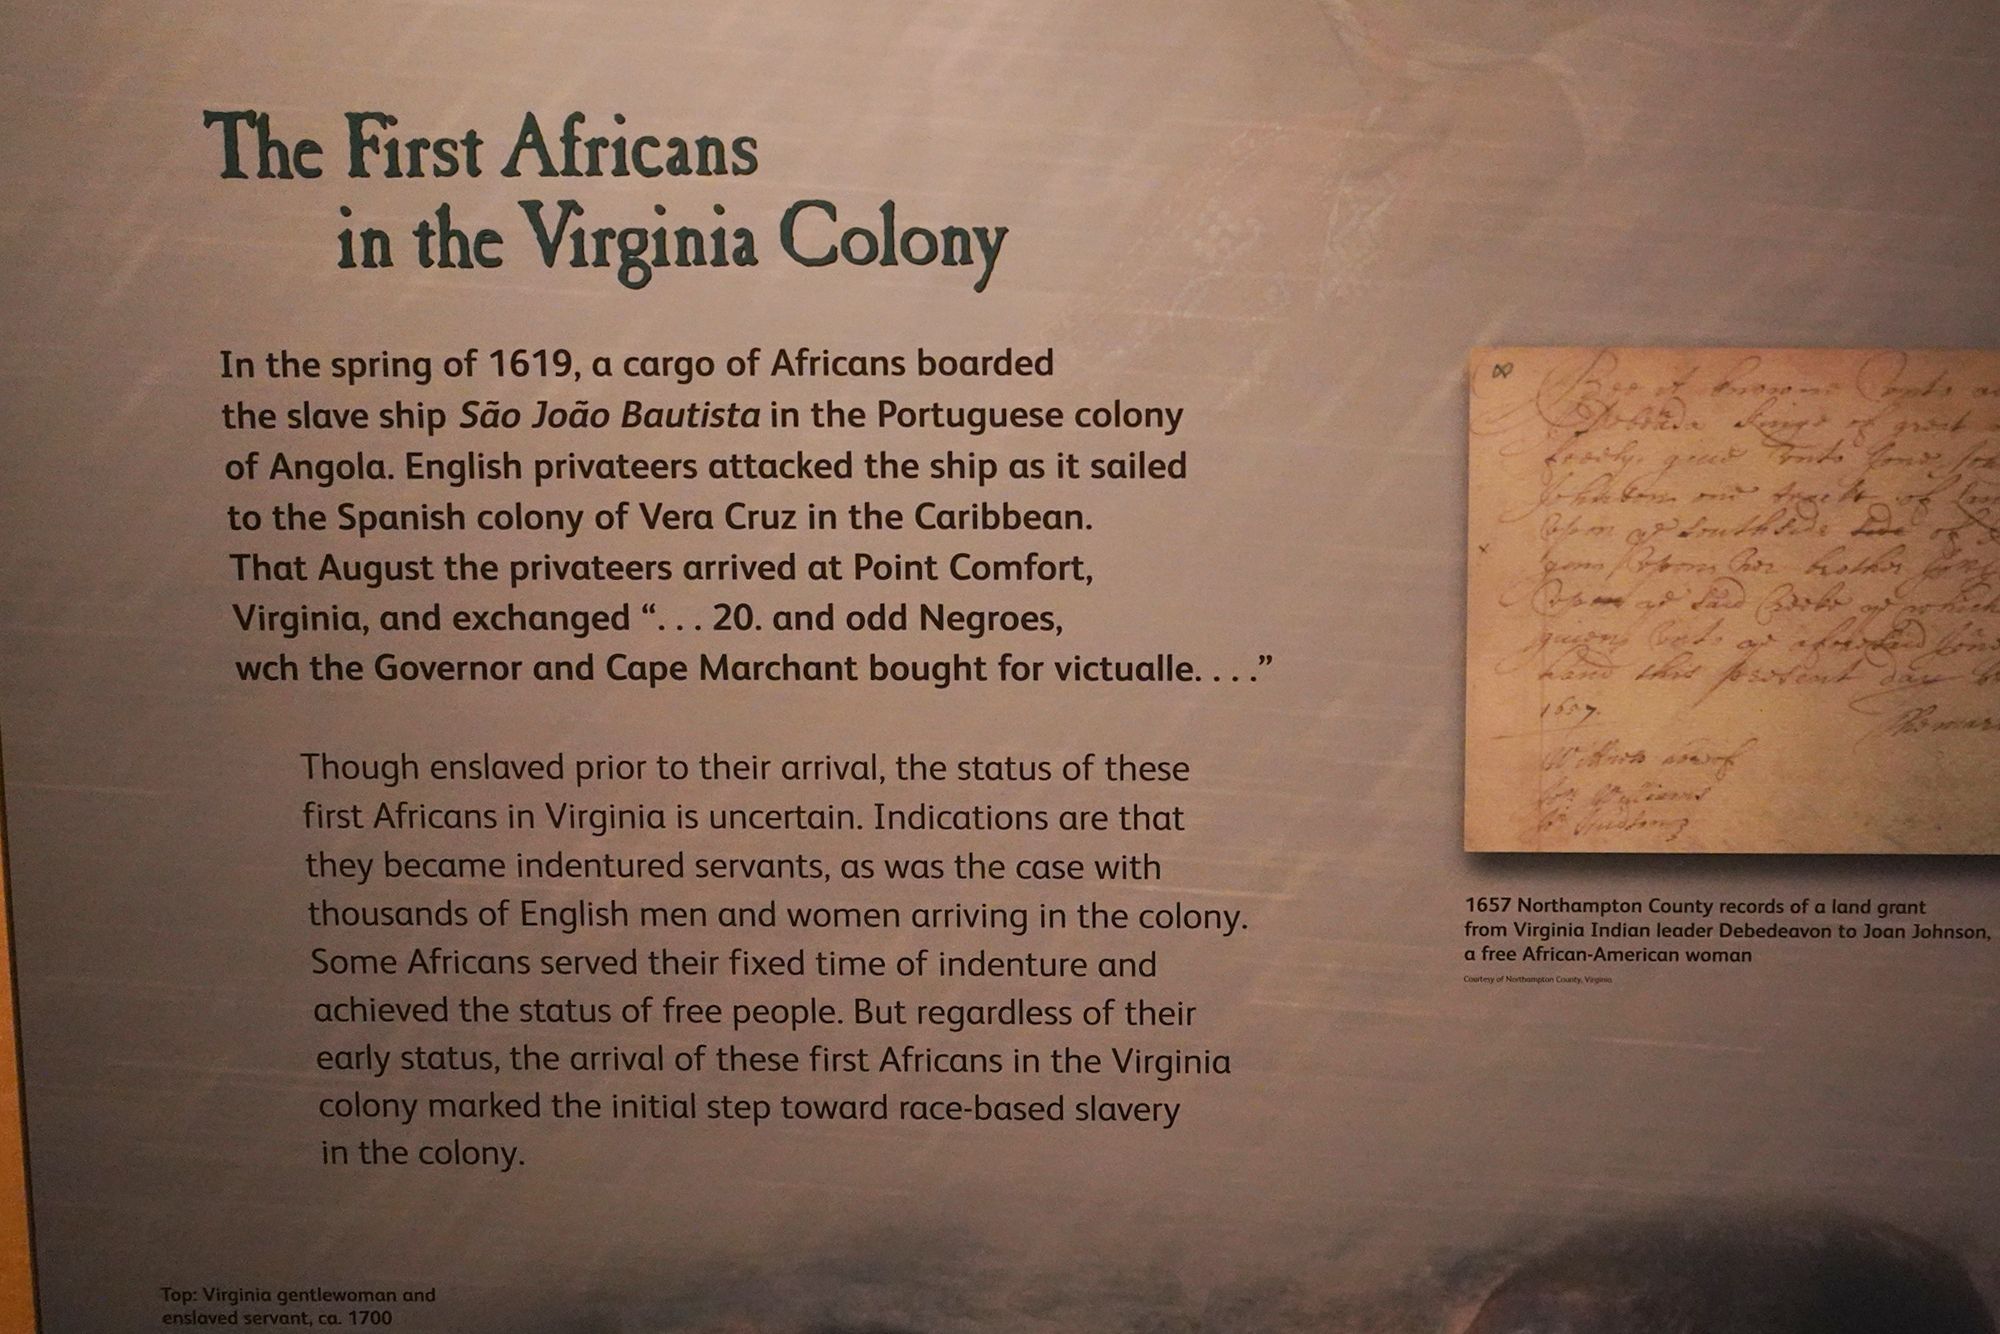 The First Africans
in the Virginia Colony
In the spring of 1619, a cargo of Africans boarded
the slave ship São João Bautista in the Portuguese colony
of Angola. English privateers attacked the ship as it sailed
to the Spanish colony of Vera Cruz in the Caribbean.
That August the privateers arrived at Point Comfort,
Virginia, and exchanged “. . . 20. and odd Negroes,
wch the Governor and Cape Marchant bought for victualle. . . .”
Though enslaved prior to their arrival, the status of these
first Africans in Virginia is uncertain. Indications are that
they became indentured servants, as was the case with
thousands of English men and women arriving in the colony.
Some Africans served their fixed time of indenture and
achieved the status of free people. But regardless of their
early status, the arrival of these first Africans in the Virginia
colony marked the initial step toward race-based slavery
in the colony.
Top: Virginia gentlewoman and
enslaved servant, ca. 1700
hand this present day
1657.
1657 Northampton County records of a land grant
from Virginia Indian leader Debedeavon to Joan Johnson,
a free African-American woman
Courtesy of Northampton County, Virginia